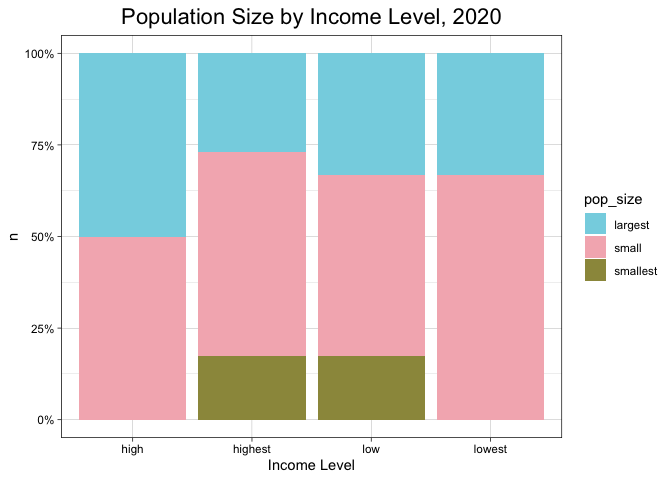 Population Size by Income Level, 2020
100%
75%
50%
25%
0%
n
high highest low lowest
Income Level
pop_size
largest
small
smallest